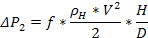 ΔP₂ = f * (ρ_H * V²)/2 * H/D